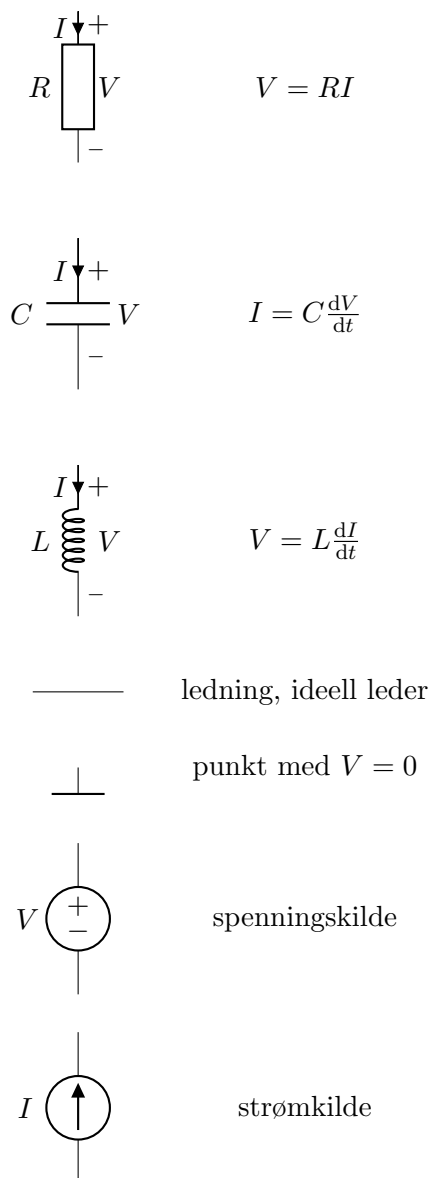 I +
R V V = RI
−
I +
C V I = C dV/dt
−
I +
L V V = L dI/dt
−
ledning, ideell leder
punkt med V = 0
+
V spenningskilde
−
I strømkilde